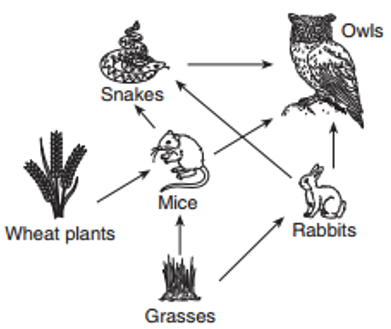 Owls
Snakes
Mice
Wheat plants
Rabbits
Grasses